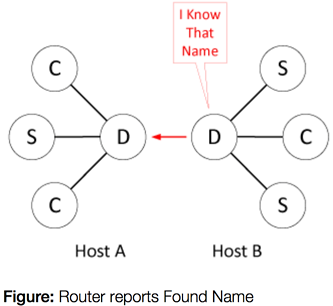 I Know
That
Name
C
S
S
D
D
C
C
S
Host A
Host B
Figure: Router reports Found Name